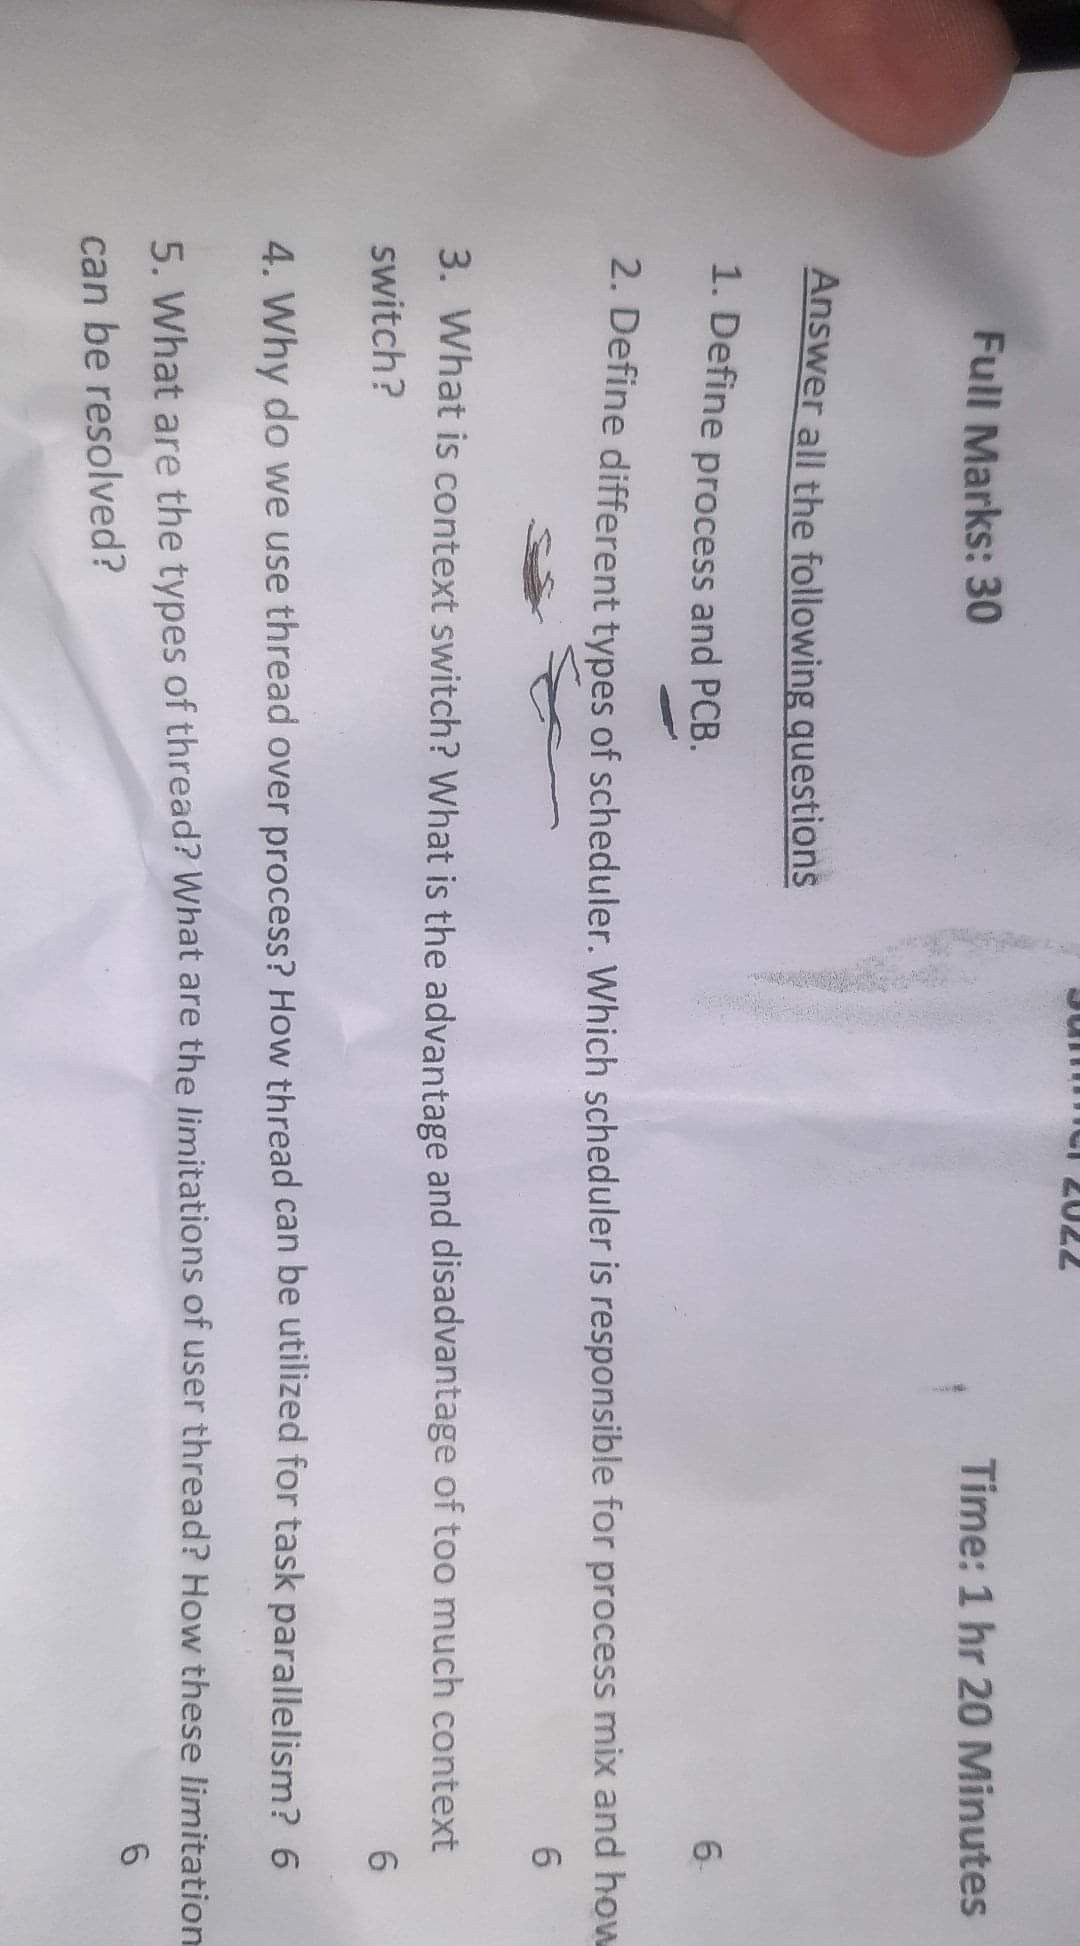 Summer 2022
Full Marks: 30
Time: 1 hr 20 Minutes
Answer all the following questions
1. Define process and PCB.
6
2. Define different types of scheduler. Which scheduler is responsible for process mix and how
6
3. What is context switch? What is the advantage and disadvantage of too much context
switch?
6
4. Why do we use thread over process? How thread can be utilized for task parallelism? 6
5. What are the types of thread? What are the limitations of user thread? How these limitation
6
can be resolved?